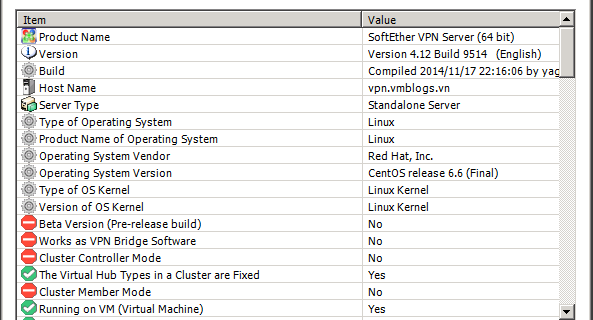 Item Value
Product Name SoftEther VPN Server (64 bit)
Version Version 4.12 Build 9514 (English)
Build Compiled 2014/11/17 22:16:06 by yag
Host Name vpn.vmblogs.vn
Server Type Standalone Server
Type of Operating System Linux
Product Name of Operating System Linux
Operating System Vendor Red Hat, Inc.
Operating System Version CentOS release 6.6 (Final)
Type of OS Kernel Linux Kernel
Version of OS Kernel Linux Kernel
Beta Version (Pre-release build) No
Works as VPN Bridge Software No
Cluster Controller Mode No
The Virtual Hub Types in a Cluster are Fixed Yes
Cluster Member Mode No
Running on VM (Virtual Machine) Yes